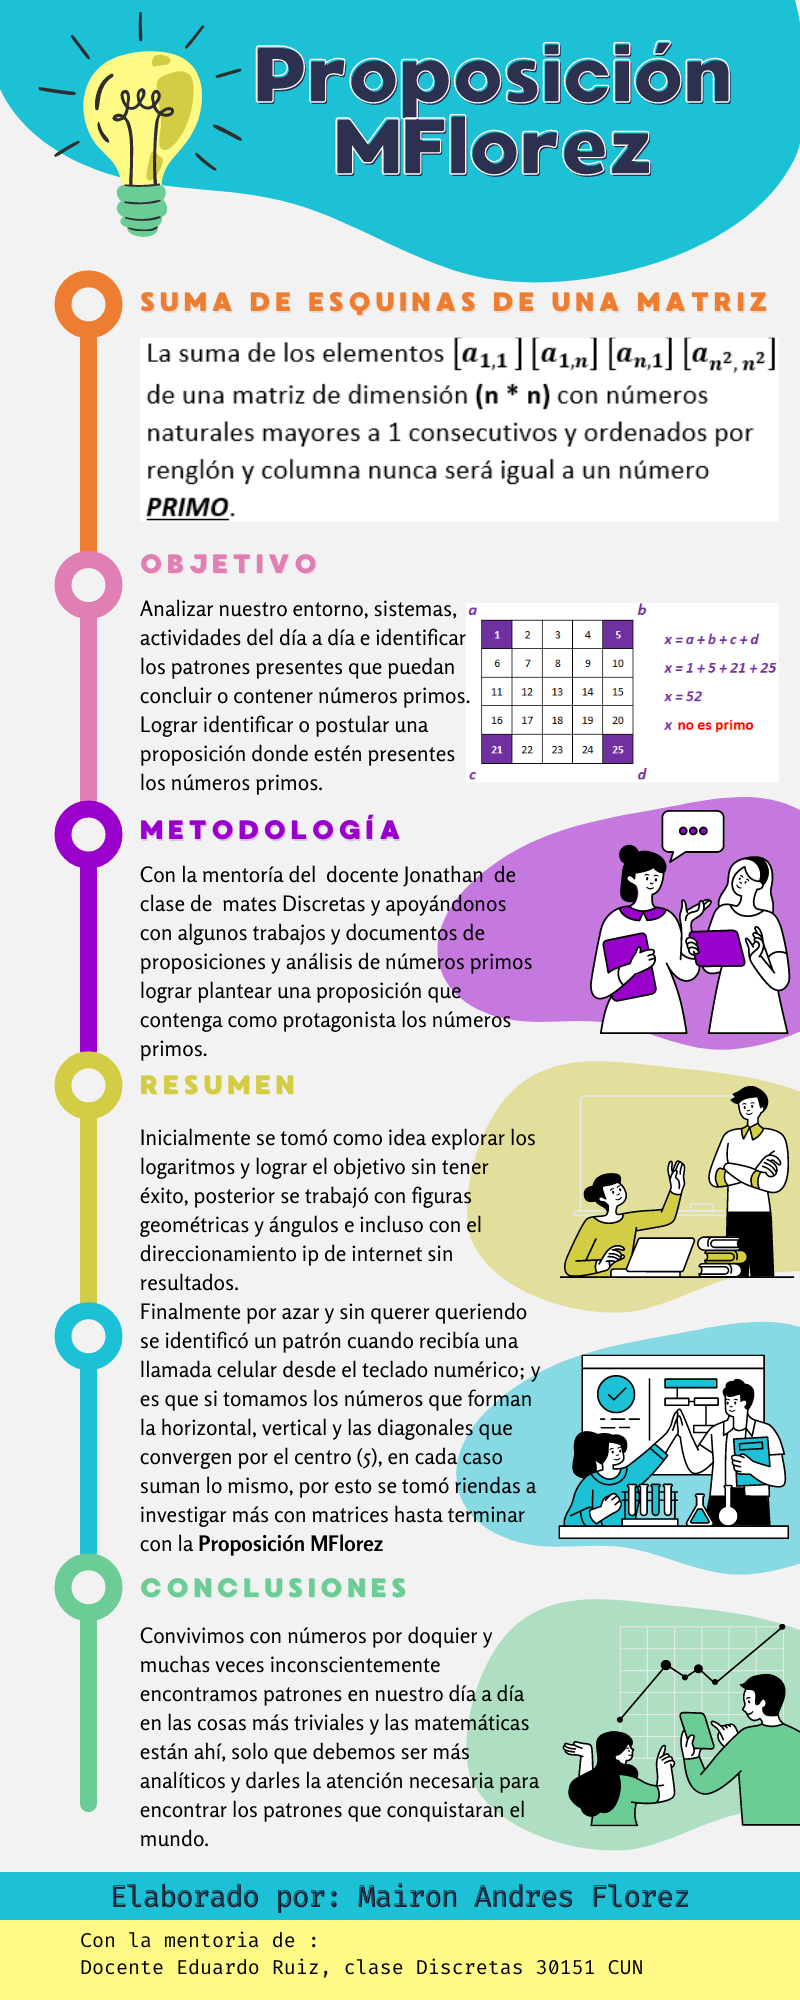 Proposición
MFlorez
SUMA DE ESQUINAS DE UNA MATRIZ
La suma de los elementos [a1,1 ] [a1,n] [an,1] [an², n²]
de una matriz de dimensión (n * n) con números
naturales mayores a 1 consecutivos y ordenados por
renglón y columna nunca será igual a un número
PRIMO.
OBJETIVO
Analizar nuestro entorno, sistemas,
actividades del día a día e identificar
los patrones presentes que puedan
concluir o contener números primos.
Lograr identificar o postular una
proposición donde estén presentes
los números primos.
a b
1 2 3 4 5
6 7 8 9 10
11 12 13 14 15
16 17 18 19 20
21 22 23 24 25
c d
x = a + b + c + d
x = 1 + 5 + 21 + 25
x = 52
x no es primo
METODOLOGÍA
Con la mentoría del docente Jonathan de
clase de mates Discretas y apoyándonos
con algunos trabajos y documentos de
proposiciones y análisis de números primos
lograr plantear una proposición que
contenga como protagonista los números
primos.
RESUMEN
Inicialmente se tomó como idea explorar los
logaritmos y lograr el objetivo sin tener
éxito, posterior se trabajó con figuras
geométricas y ángulos e incluso con el
direccionamiento ip de internet sin
resultados.
Finalmente por azar y sin querer queriendo
se identificó un patrón cuando recibía una
llamada celular desde el teclado numérico; y
es que si tomamos los números que forman
la horizontal, vertical y las diagonales que
convergen por el centro (5), en cada caso
suman lo mismo, por esto se tomó riendas a
investigar más con matrices hasta terminar
con la Proposición MFlorez
CONCLUSIONES
Convivimos con números por doquier y
muchas veces inconscientemente
encontramos patrones en nuestro día a día
en las cosas más triviales y las matemáticas
están ahí, solo que debemos ser más
analíticos y darles la atención necesaria para
encontrar los patrones que conquistaran el
mundo.
Elaborado por: Mairon Andres Florez
Con la mentoria de :
Docente Eduardo Ruiz, clase Discretas 30151 CUN